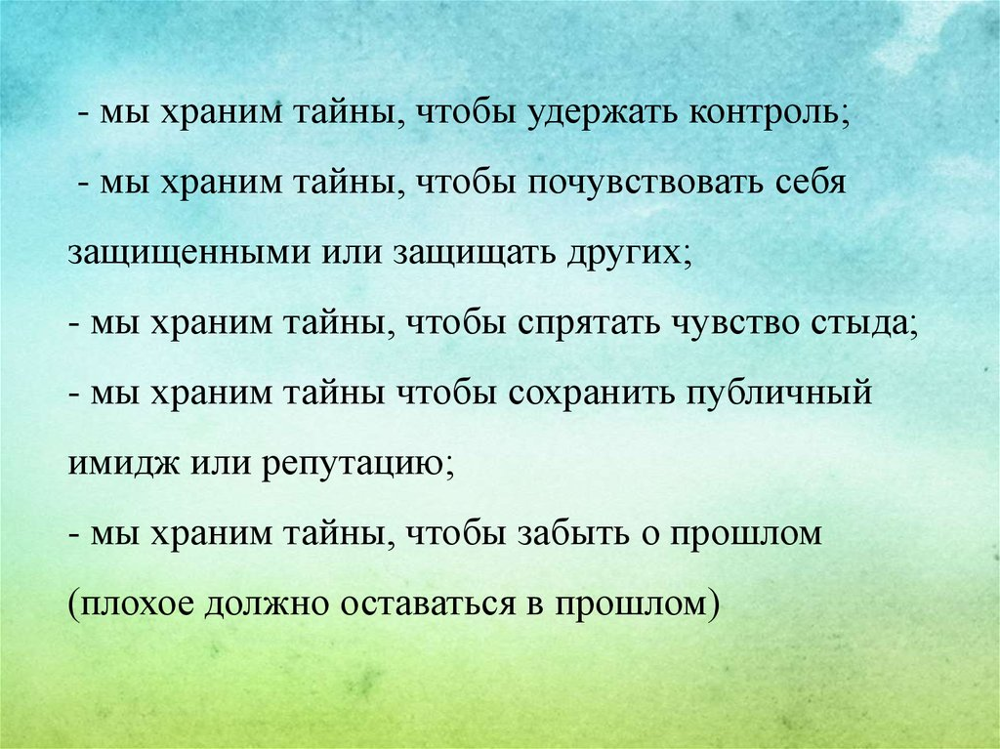 - мы храним тайны, чтобы удержать контроль;
- мы храним тайны, чтобы почувствовать себя
защищенными или защищать других;
- мы храним тайны, чтобы спрятать чувство стыда;
- мы храним тайны чтобы сохранить публичный
имидж или репутацию;
- мы храним тайны, чтобы забыть о прошлом
(плохое должно оставаться в прошлом)